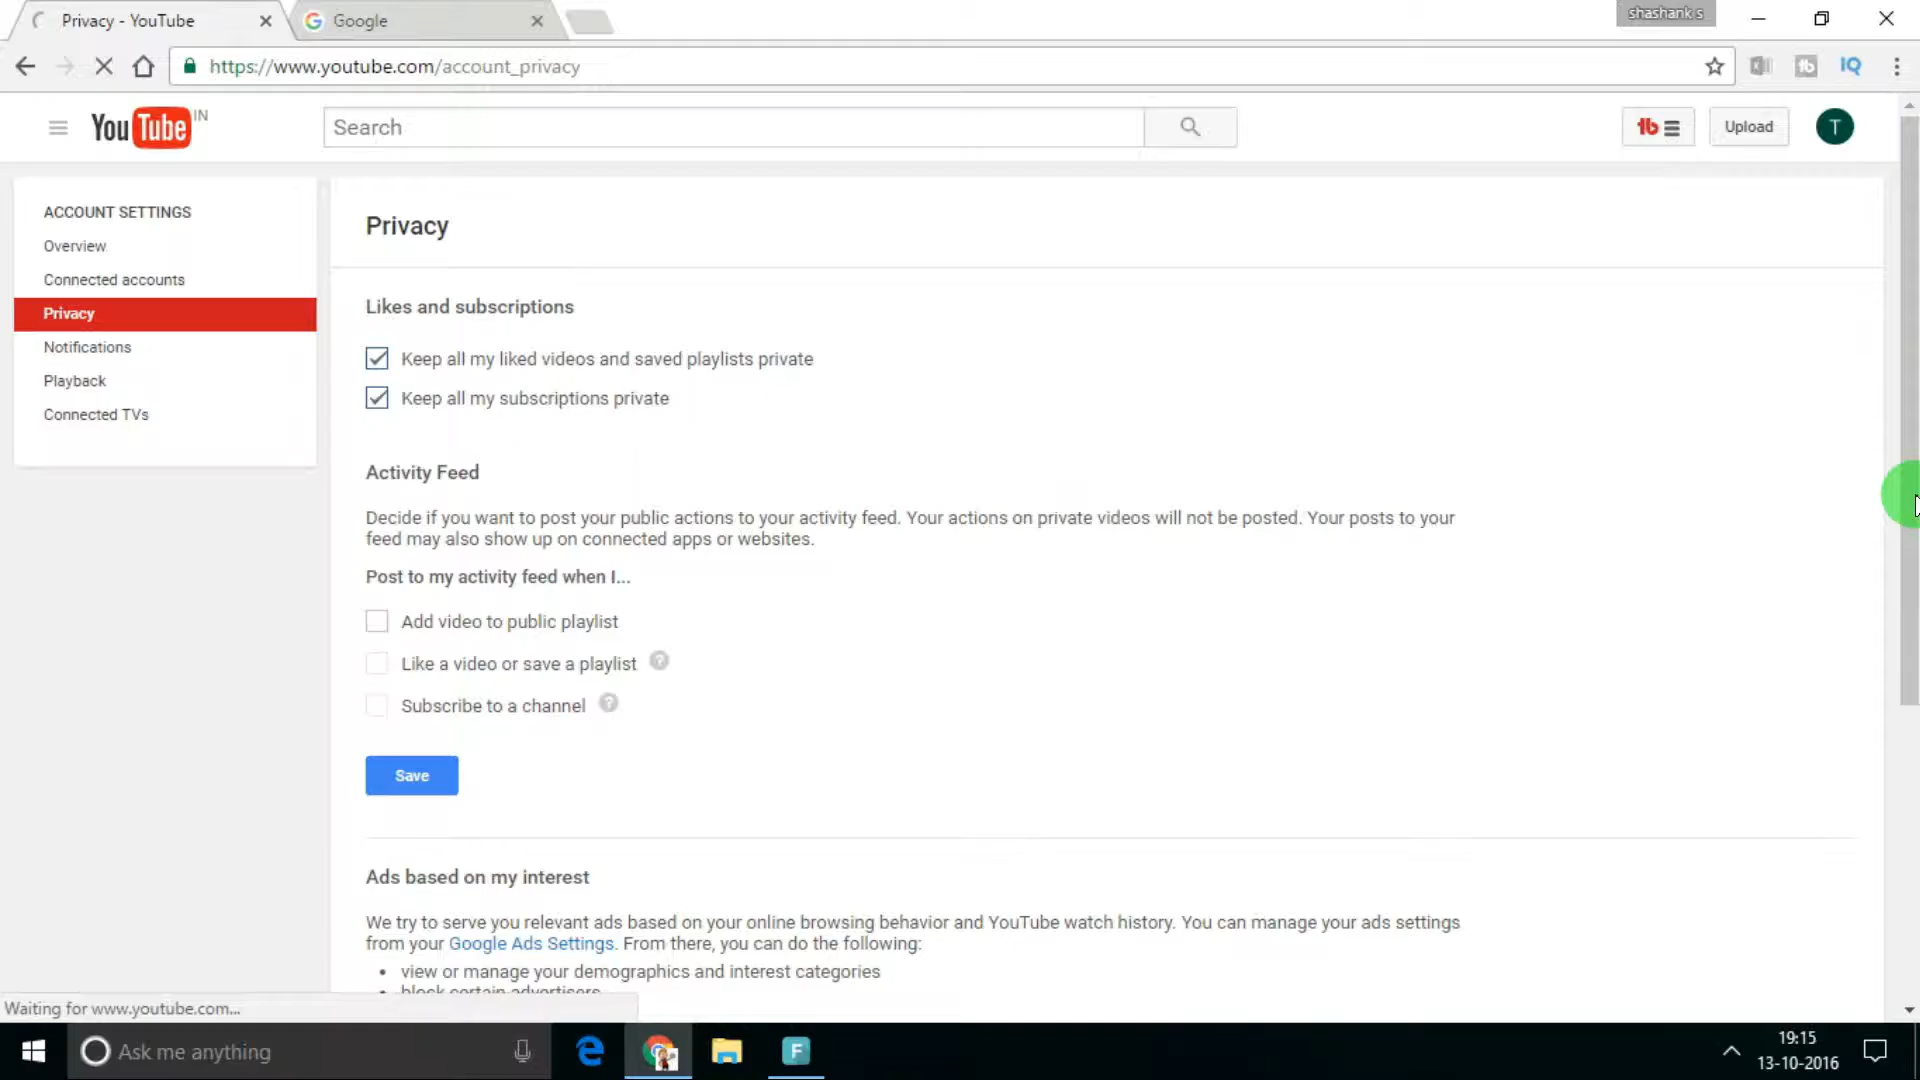 Privacy - YouTube
Google
shashank s
https://www.youtube.com/account_privacy
IQ
YouTube IN
Search
Upload
T
ACCOUNT SETTINGS
Overview
Connected accounts
Privacy
Notifications
Playback
Connected TVs
Privacy
Likes and subscriptions
Keep all my liked videos and saved playlists private
Keep all my subscriptions private
Activity Feed
Decide if you want to post your public actions to your activity feed. Your actions on private videos will not be posted. Your posts to your
feed may also show up on connected apps or websites.
Post to my activity feed when I...
Add video to public playlist
Like a video or save a playlist ?
Subscribe to a channel ?
Save
Ads based on my interest
We try to serve you relevant ads based on your online browsing behavior and YouTube watch history. You can manage your ads settings
from your Google Ads Settings. From there, you can do the following:
• view or manage your demographics and interest categories
• block certain advertisers
Waiting for www.youtube.com...
Ask me anything
F
19:15
13-10-2016